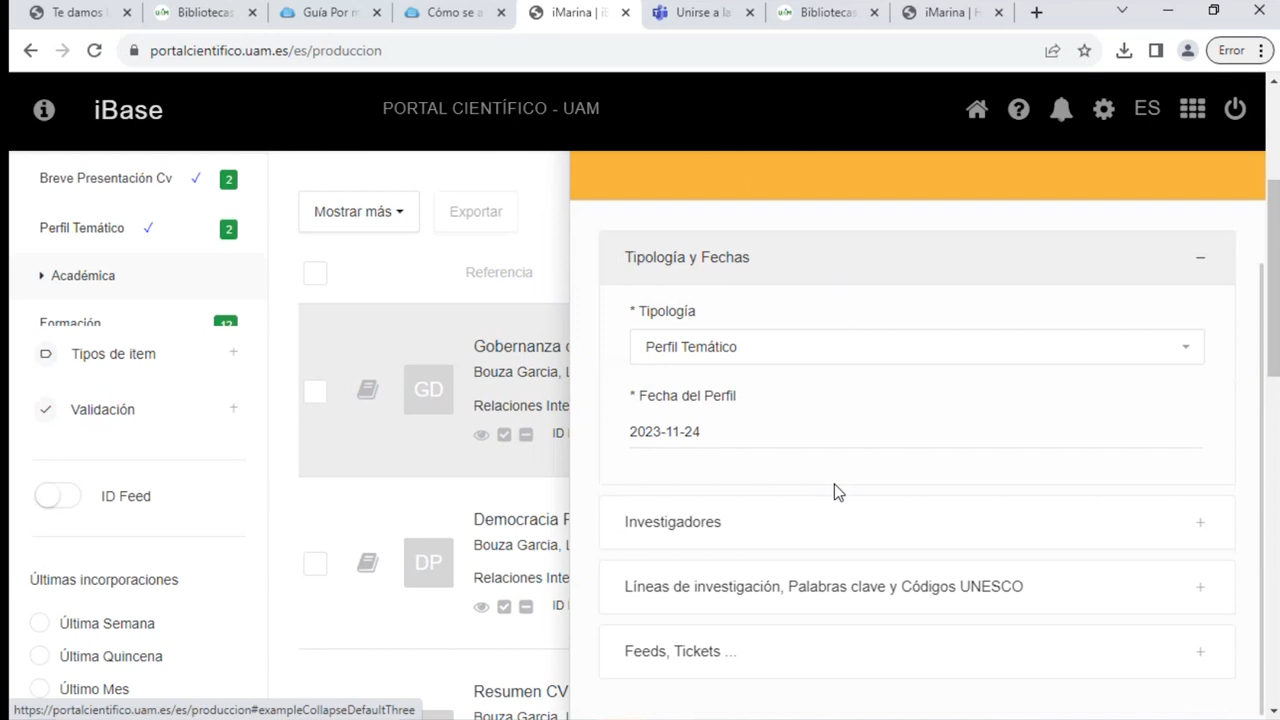 Te damos l
Bibliotecas
Guía Por m
Cómo se a
iMarina | iB
Unirse a la
Bibliotecas
iMarina | H
portalcientifico.uam.es/es/produccion
Error
iBase
PORTAL CIENTÍFICO - UAM
ES
Breve Presentación Cv
2
Perfil Temático
2
Académica
Formación
12
Tipos de item
Validación
ID Feed
Últimas incorporaciones
Última Semana
Última Quincena
Último Mes
Mostrar más
Exportar
Referencia
GD
Gobernanza
Bouza Garcia, L
Relaciones Inte
ID
DP
Democracia P
Bouza Garcia, L
Relaciones Inte
ID
Resumen CV
Bouza Garcia, L
Tipología y Fechas
* Tipología
Perfil Temático
* Fecha del Perfil
2023-11-24
Investigadores
Líneas de investigación, Palabras clave y Códigos UNESCO
Feeds, Tickets ...
https://portalcientifico.uam.es/es/produccion#exampleCollapseDefaultThree